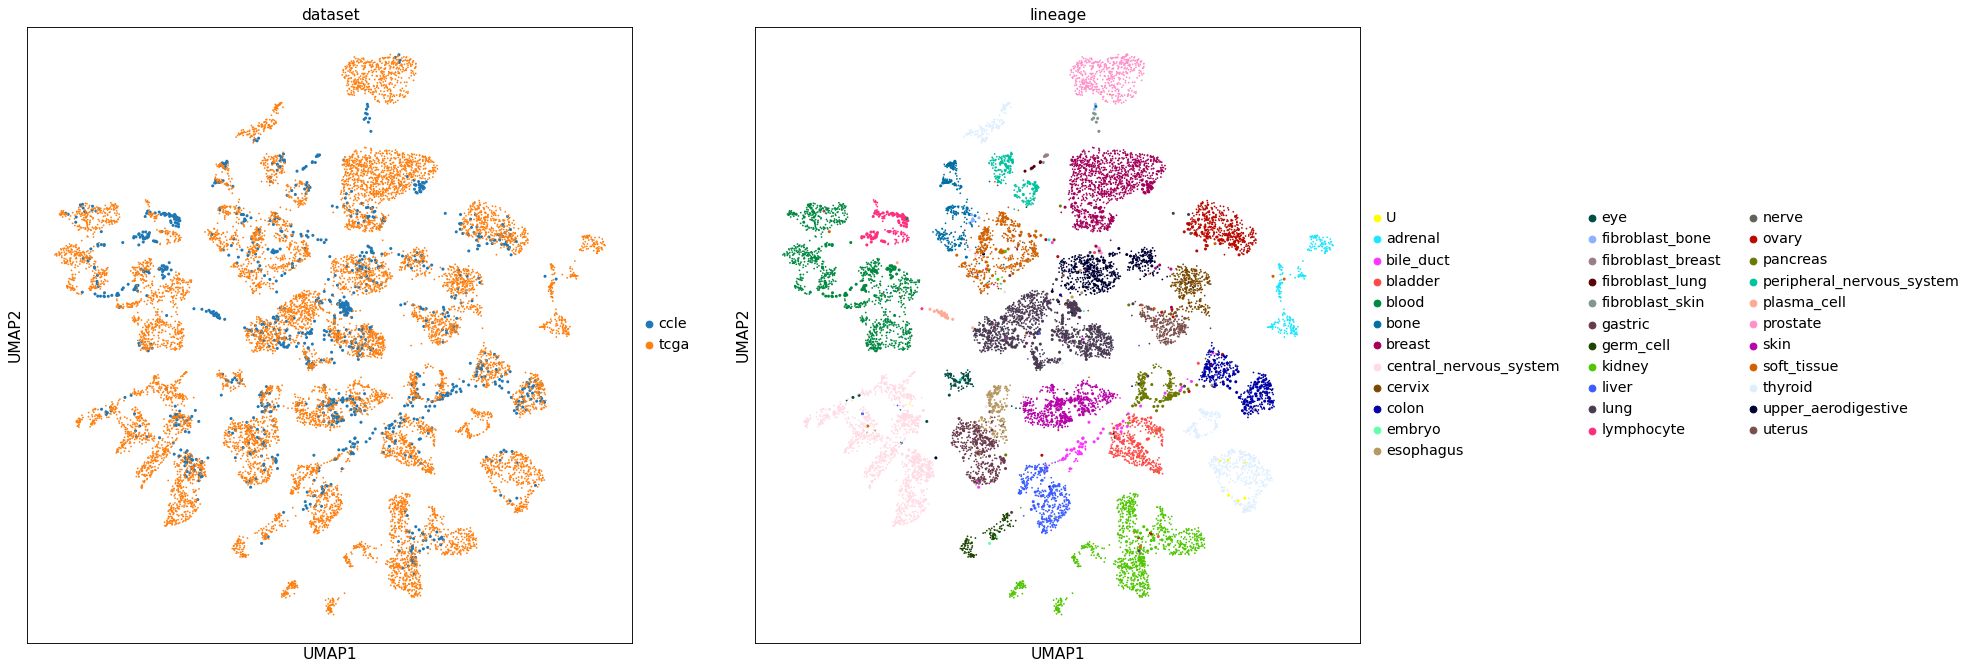 dataset
UMAP2
UMAP1
ccle
tcga
lineage
UMAP2
UMAP1
U
adrenal
bile_duct
bladder
blood
bone
breast
central_nervous_system
cervix
colon
embryo
esophagus
eye
fibroblast_bone
fibroblast_breast
fibroblast_lung
fibroblast_skin
gastric
germ_cell
kidney
liver
lung
lymphocyte
nerve
ovary
pancreas
peripheral_nervous_system
plasma_cell
prostate
skin
soft_tissue
thyroid
upper_aerodigestive
uterus